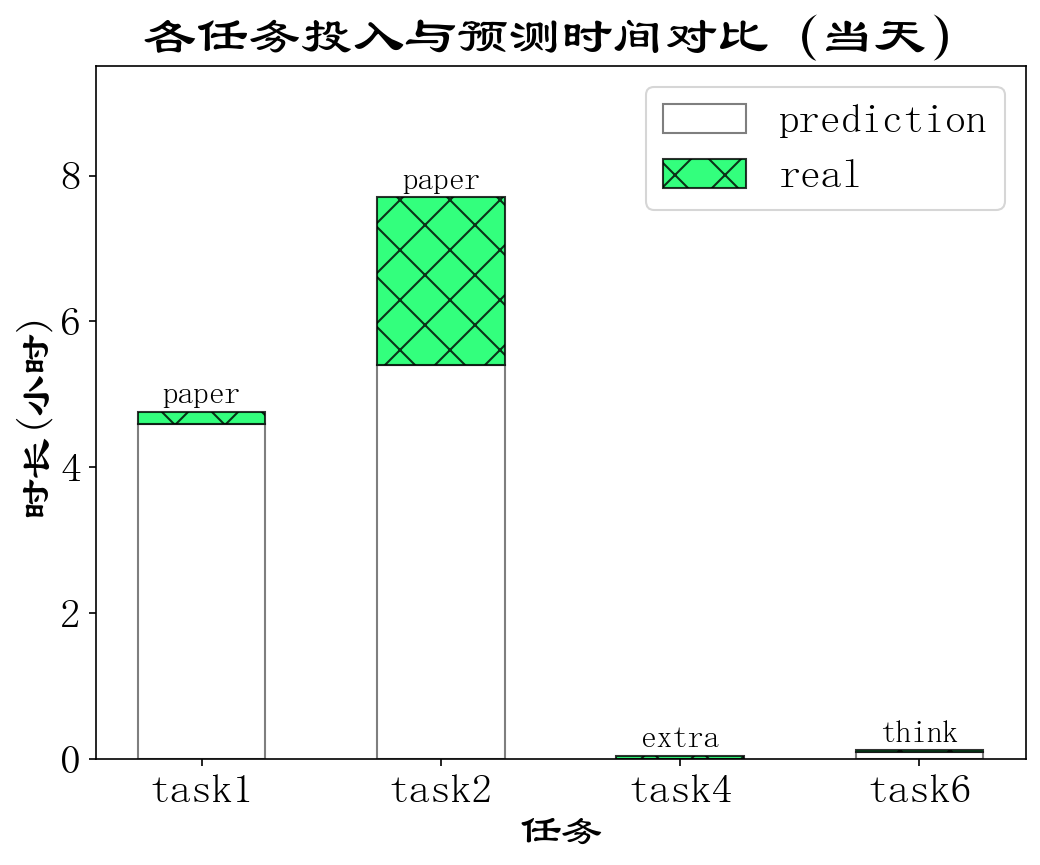 各任务投入与预测时间对比 (当天)
prediction
real
时长(小时)
8
6
4
2
0
paper
paper
extra
think
task1 task2 task4 task6
任务